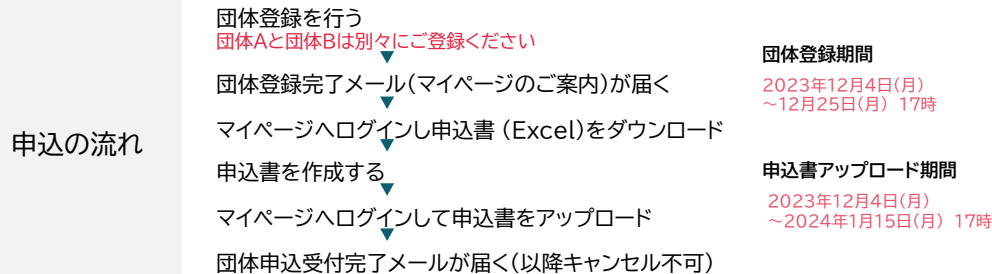 申込の流れ
団体登録を行う
団体Aと団体Bは別々にご登録ください
団体登録完了メール(マイページのご案内)が届く
マイページへログインし申込書 (Excel)をダウンロード
申込書を作成する
マイページへログインして申込書をアップロード
団体申込受付完了メールが届く(以降キャンセル不可)
団体登録期間
2023年12月4日(月)
～12月25日(月) 17時
申込書アップロード期間
2023年12月4日(月)
～2024年1月15日(月) 17時